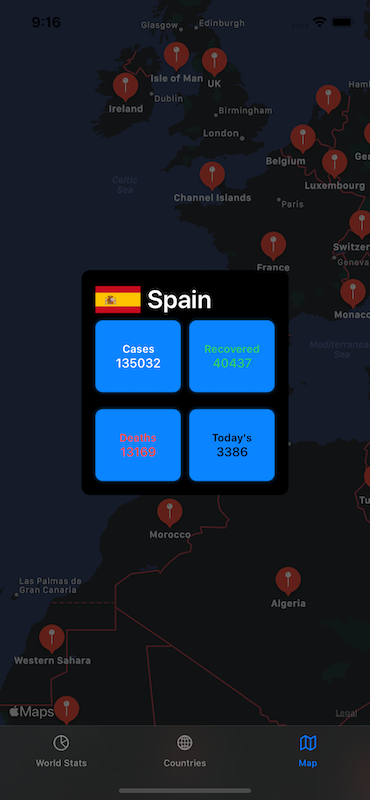 9:16
Glasgow
Edinburgh
Isle of Man
UK
Ireland
Dublin
Birmingham
London
Belgium
Luxembourg
Celtic
Sea
Channel Islands
Paris
France
Switzer
Geneva
Monaco
Mediterranean
Sea
Spain
Cases
135032
Recovered
40437
Deaths
13169
Today's
3386
Morocco
Las Palmas de
Gran Canaria
Algeria
Western Sahara
Maps
Legal
World Stats
Countries
Map